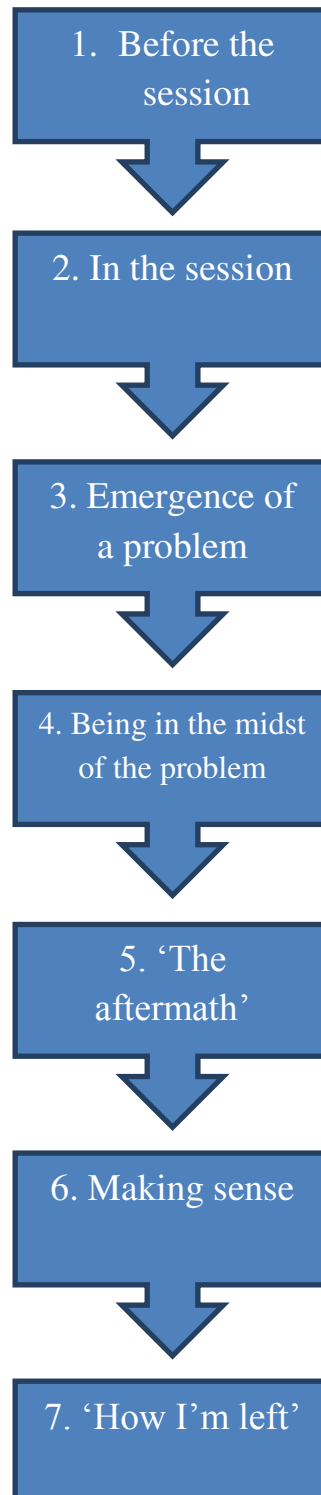 1. Before the
session
2. In the session
3. Emergence of
a problem
4. Being in the midst
of the problem
5. ‘The
aftermath’
6. Making sense
7. ‘How I’m left’